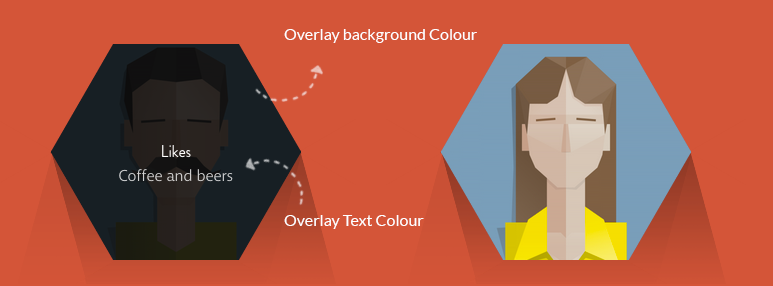 Overlay background Colour
Likes
Coffee and beers
Overlay Text Colour